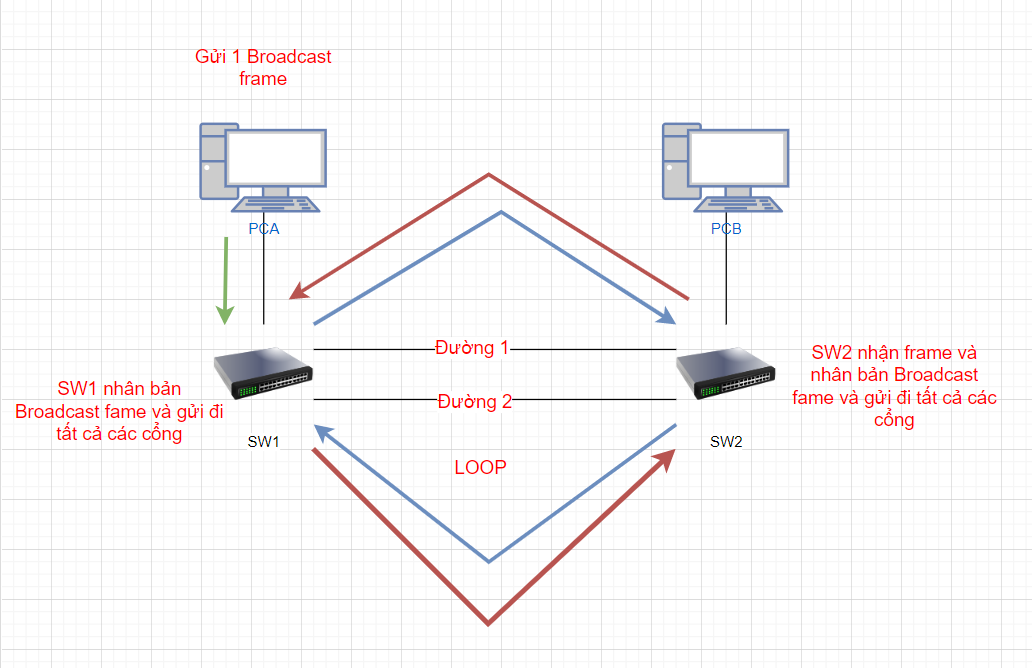 Gửi 1 Broadcast
frame
PCA
PCB
Đường 1
SW2 nhận frame và
nhân bản Broadcast
fame và gửi đi tất cả các
cổng
SW1 nhân bản
Broadcast fame và gửi đi
tất cả các cổng
Đường 2
SW1
SW2
LOOP